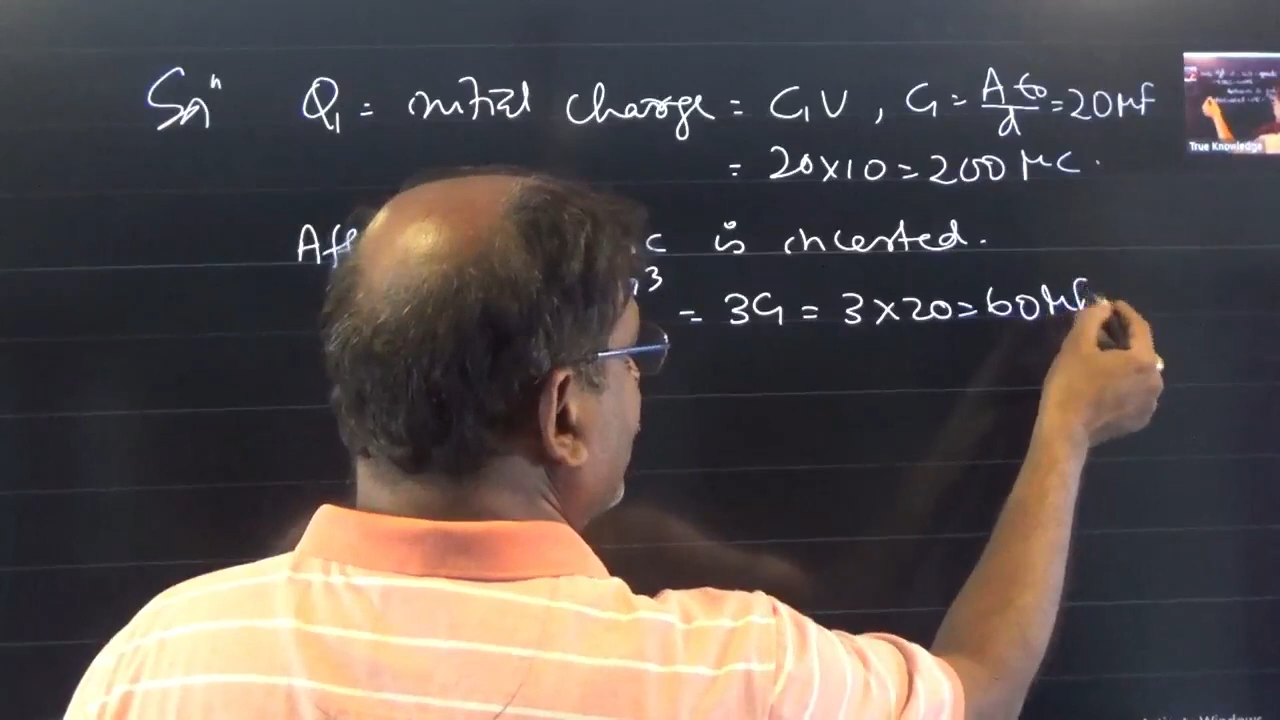 Solⁿ Q₁ = initial charge = C₁V , C₁ = Aε₀/d = 20μf
= 20×10 = 200 μC.
is inserted.
= 3C₁ = 3×20 = 60μf
True Knowledge